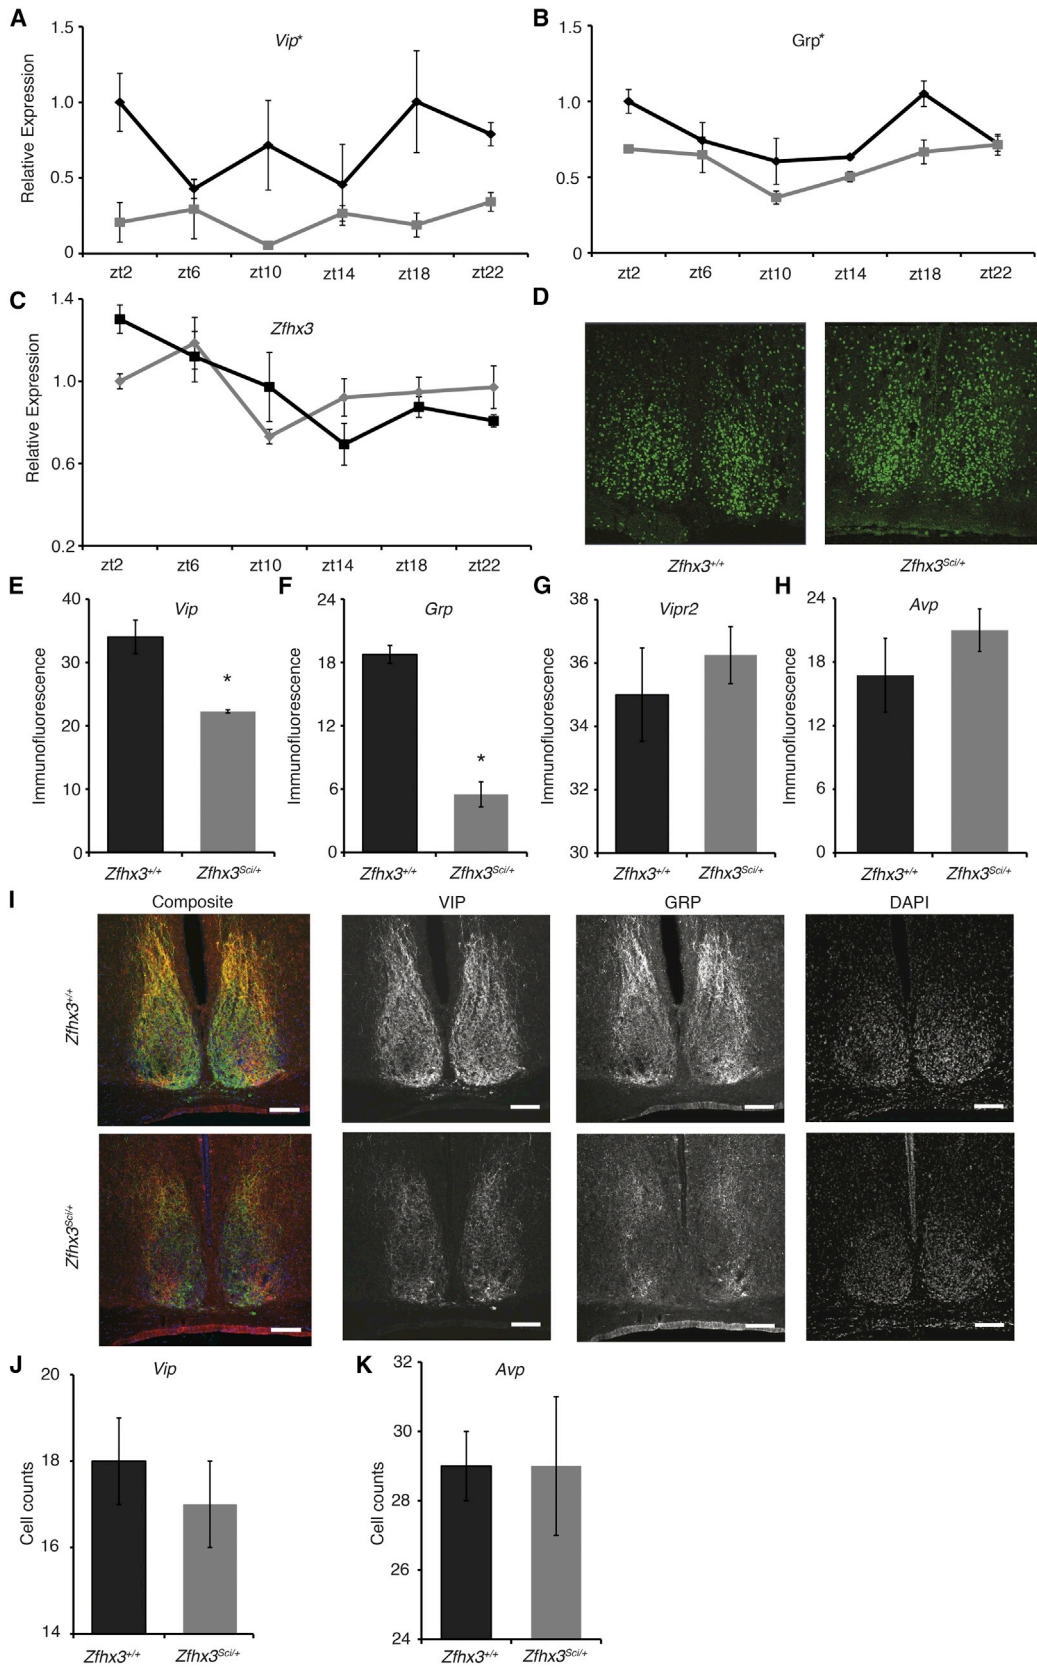 A
Vip*
Relative Expression
1.5
1.0
0.5
0
zt2 zt6 zt10 zt14 zt18 zt22
B
Grp*
1.5
1.0
0.5
0
zt2 zt6 zt10 zt14 zt18 zt22
C
Zfhx3
Relative Expression
1.4
1.0
0.6
0.2
zt2 zt6 zt10 zt14 zt18 zt22
D
Zfhx3+/+ Zfhx3Sci/+
E
Vip
Immunofluorescence
40
30
20
10
0
*
Zfhx3+/+ Zfhx3Sci/+
F
Grp
Immunofluorescence
24
18
12
6
0
*
Zfhx3+/+ Zfhx3Sci/+
G
Vipr2
Immunofluorescence
38
36
34
32
30
Zfhx3+/+ Zfhx3Sci/+
H
Avp
Immunofluorescence
24
18
12
6
0
Zfhx3+/+ Zfhx3Sci/+
I
Composite VIP GRP DAPI
Zfhx3+/+
Zfhx3Sci/+
J
Vip
Cell counts
20
18
16
14
Zfhx3+/+ Zfhx3Sci/+
K
Avp
Cell counts
32
30
28
26
24
Zfhx3+/+ Zfhx3Sci/+